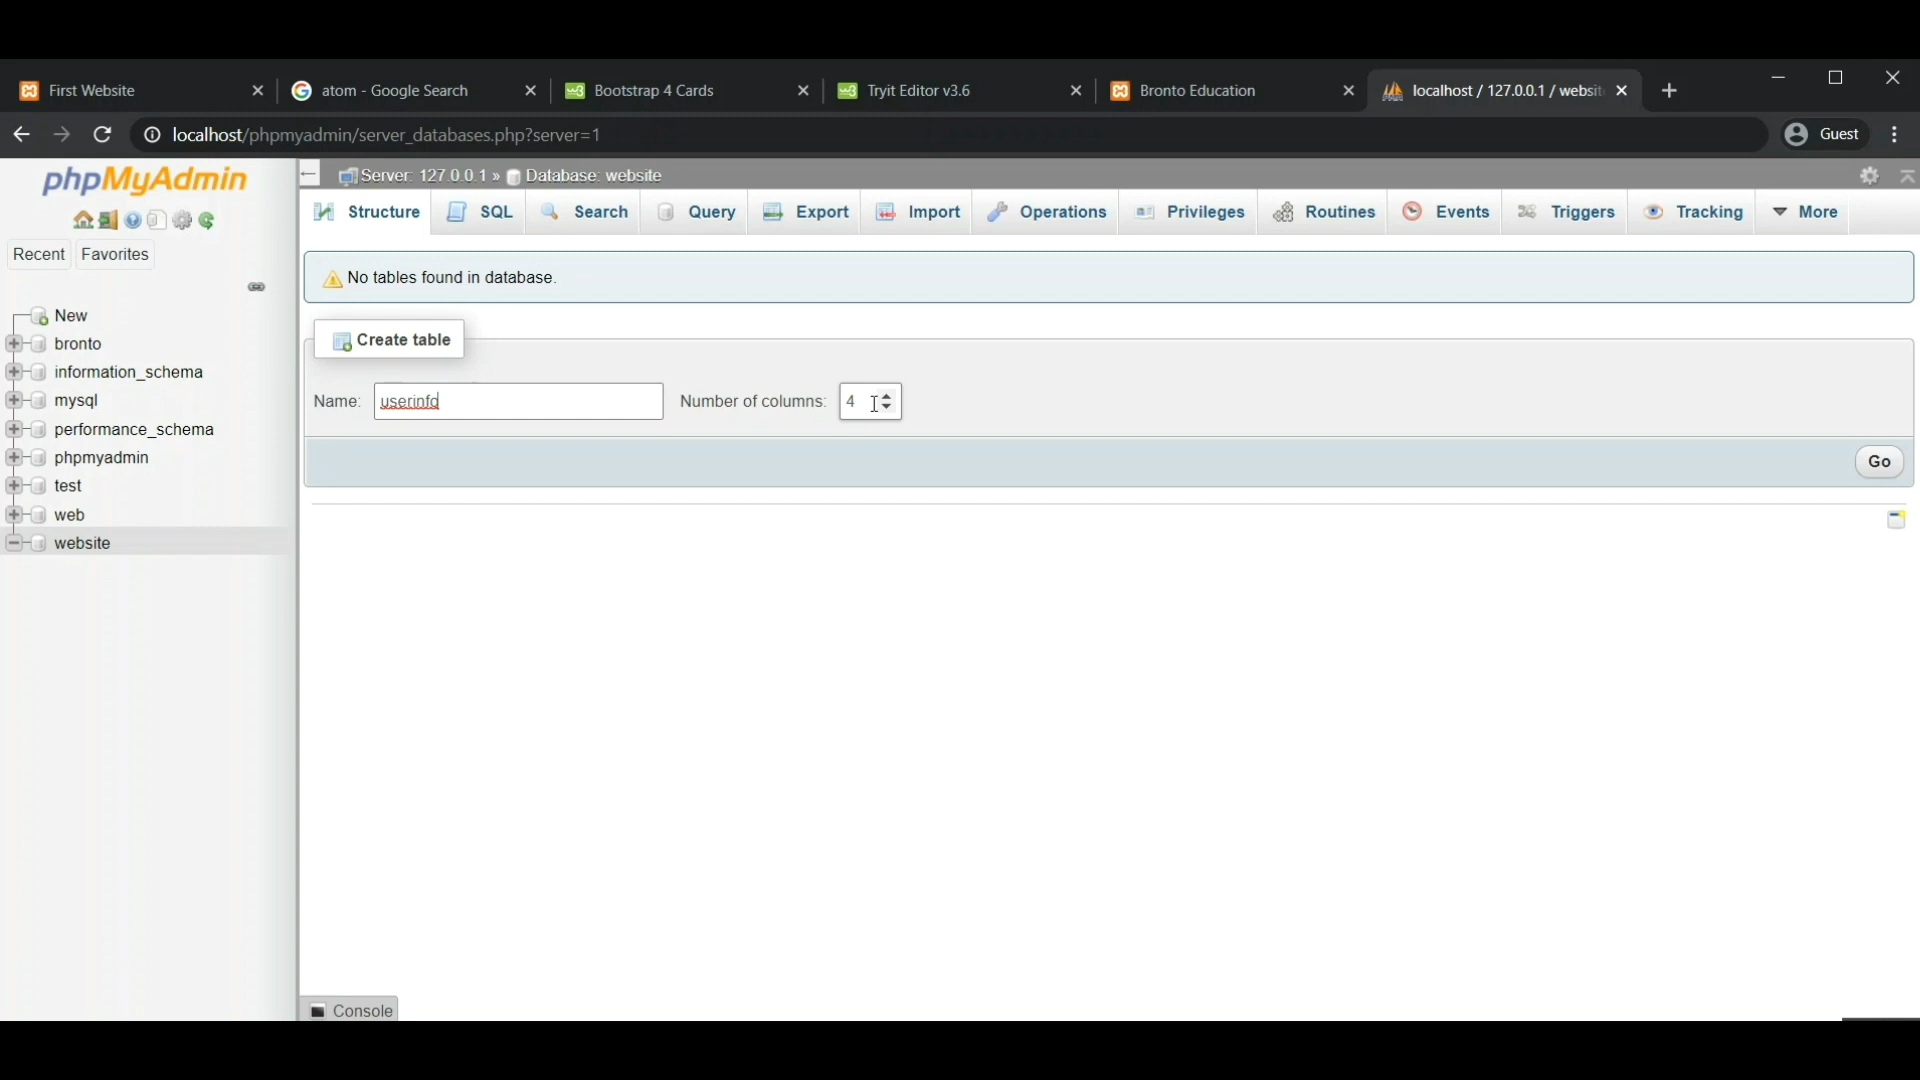 First Website
atom - Google Search
Bootstrap 4 Cards
Tryit Editor v3.6
Bronto Education
localhost / 127.0.0.1 / websit
localhost/phpmyadmin/server_databases.php?server=1
Guest
phpMyAdmin
Server: 127.0.0.1 » Database: website
Structure
SQL
Search
Query
Export
Import
Operations
Privileges
Routines
Events
Triggers
Tracking
More
Recent
Favorites
No tables found in database.
New
bronto
information_schema
mysql
performance_schema
phpmyadmin
test
web
website
Create table
Name: userinfo
Number of columns: 4
Go
Console